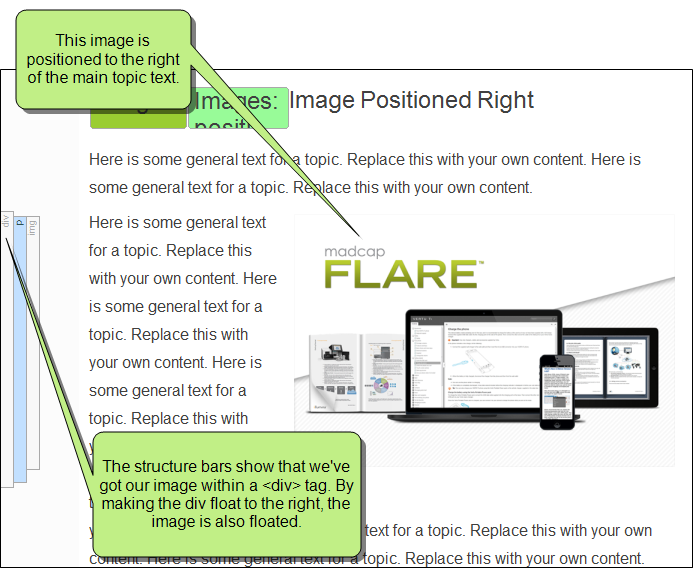 This image is
positioned to the right
of the main topic text.
Images: Image Positioned Right
Here is some general text for a topic. Replace this with your own content. Here is
some general text for a topic. Replace this with your own content.
div
p
img
Here is some general text
for a topic. Replace this
with your own content. Here
is some general text for a
topic. Replace this with
your own content. Here is
some general text for a
topic. Replace this with
madcap
FLARE™
The structure bars show that we've
got our image within a <div> tag. By
making the div float to the right, the
image is also floated.
text for a topic. Replace this with your own
content. Here is some general text for a topic. Replace this with your own content.